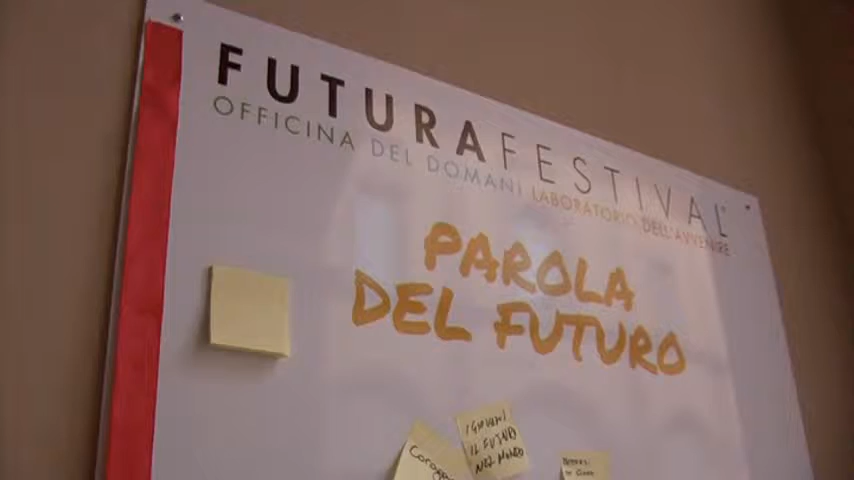 FUTURAFESTIVAL
OFFICINA DEL DOMANI LABORATORIO DELL'AVVENIRE
PAROLA
DEL FUTURO
I GIOVANI
IL FUTURO
NEL MONDO